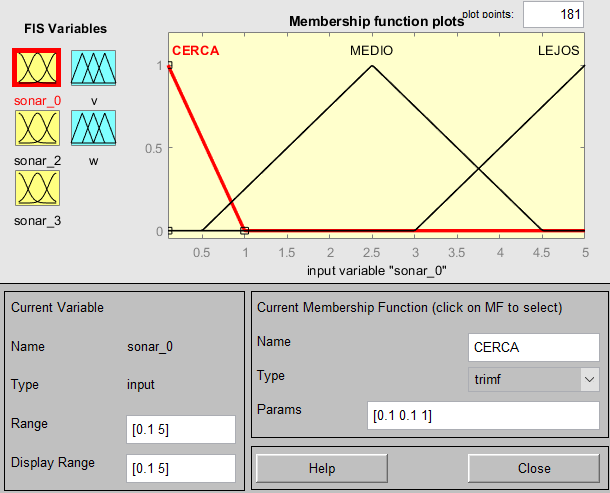 FIS Variables
Membership function plots
plot points:
181
sonar_0
v
sonar_2
w
sonar_3
CERCA
MEDIO
LEJOS
1
0.5
0
0.5
1
1.5
2
2.5
3
3.5
4
4.5
5
input variable "sonar_0"
Current Variable
Name
sonar_0
Type
input
Range
[0.1 5]
Display Range
[0.1 5]
Current Membership Function (click on MF to select)
Name
CERCA
Type
trimf
Params
[0.1 0.1 1]
Help
Close